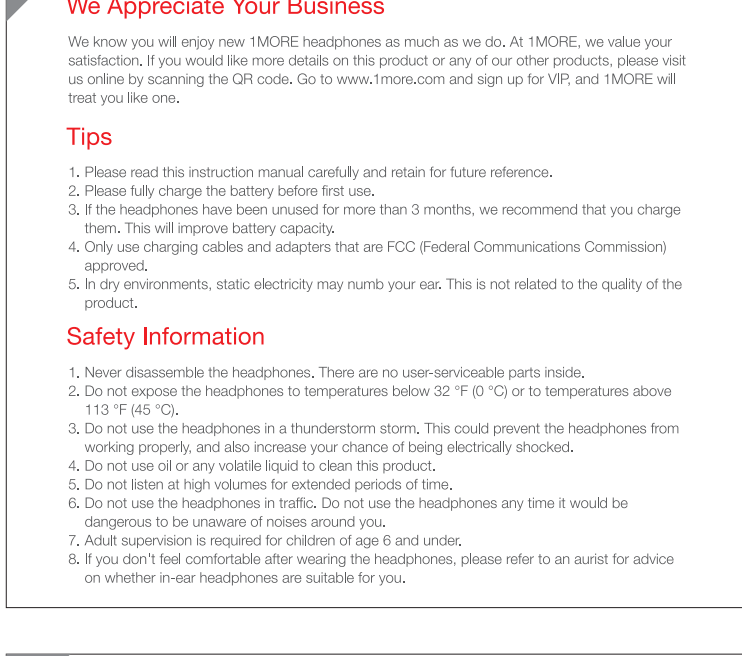 We Appreciate Your Business
We know you will enjoy new 1MORE headphones as much as we do. At 1MORE, we value your
satisfaction. If you would like more details on this product or any of our other products, please visit
us online by scanning the QR code. Go to www.1more.com and sign up for VIP, and 1MORE will
treat you like one.
Tips
1. Please read this instruction manual carefully and retain for future reference.
2. Please fully charge the battery before first use.
3. If the headphones have been unused for more than 3 months, we recommend that you charge
them. This will improve battery capacity.
4. Only use charging cables and adapters that are FCC (Federal Communications Commission)
approved.
5. In dry environments, static electricity may numb your ear. This is not related to the quality of the
product.
Safety Information
1. Never disassemble the headphones. There are no user-serviceable parts inside.
2. Do not expose the headphones to temperatures below 32 °F (0 °C) or to temperatures above
113 °F (45 °C).
3. Do not use the headphones in a thunderstorm storm. This could prevent the headphones from
working properly, and also increase your chance of being electrically shocked.
4. Do not use oil or any volatile liquid to clean this product.
5. Do not listen at high volumes for extended periods of time.
6. Do not use the headphones in traffic. Do not use the headphones any time it would be
dangerous to be unaware of noises around you.
7. Adult supervision is required for children of age 6 and under.
8. If you don't feel comfortable after wearing the headphones, please refer to an aurist for advice
on whether in-ear headphones are suitable for you.